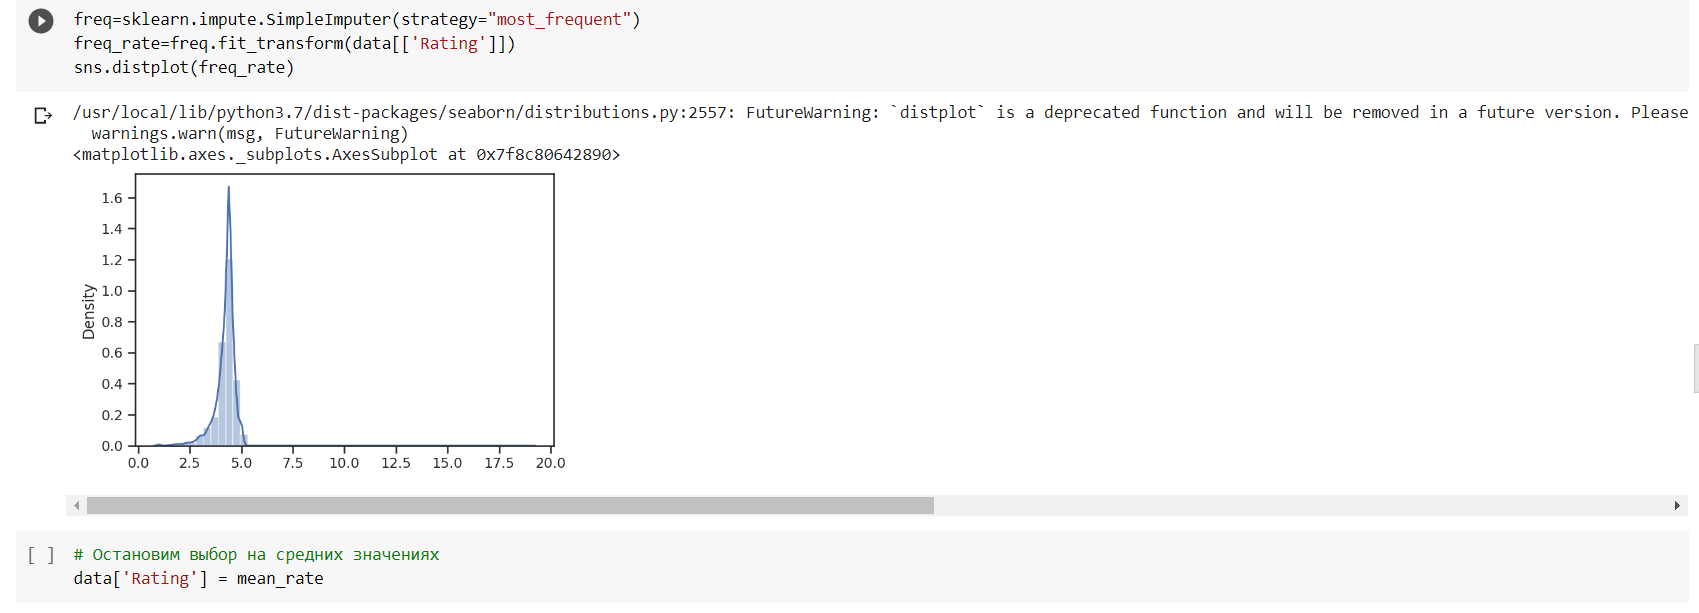 freq=sklearn.impute.SimpleImputer(strategy="most_frequent")
freq_rate=freq.fit_transform(data[['Rating']])
sns.distplot(freq_rate)
/usr/local/lib/python3.7/dist-packages/seaborn/distributions.py:2557: FutureWarning: `distplot` is a deprecated function and will be removed in a future version. Please
warnings.warn(msg, FutureWarning)
<matplotlib.axes._subplots.AxesSubplot at 0x7f8c80642890>
1.6
1.4
1.2
1.0
0.8
0.6
0.4
0.2
0.0
Density
0.0 2.5 5.0 7.5 10.0 12.5 15.0 17.5 20.0
[ ] # Остановим выбор на средних значениях
data['Rating'] = mean_rate